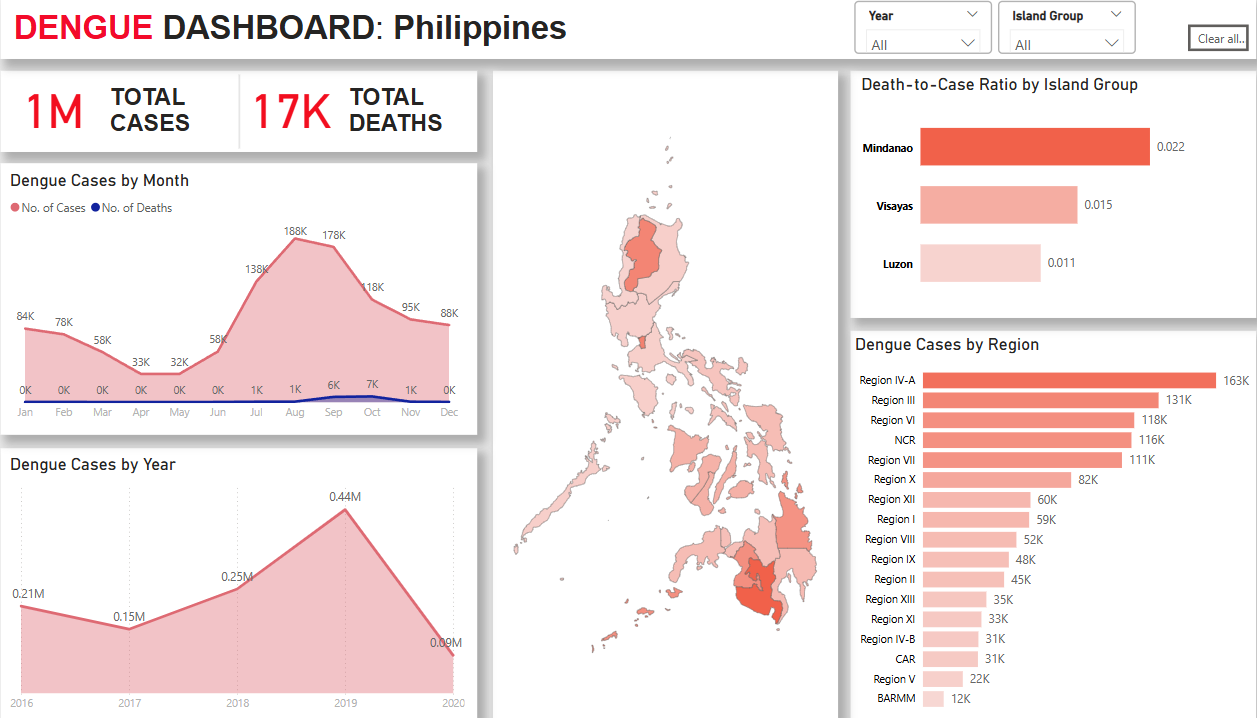 DENGUE DASHBOARD: Philippines
Year
All
Island Group
All
Clear all..
1M
TOTAL
CASES
17K
TOTAL
DEATHS
Dengue Cases by Month
No. of Cases
No. of Deaths
84K
78K
58K
33K
32K
58K
138K
188K
178K
118K
95K
88K
0K
0K
0K
0K
0K
0K
1K
1K
6K
7K
1K
0K
Jan
Feb
Mar
Apr
May
Jun
Jul
Aug
Sep
Oct
Nov
Dec
Dengue Cases by Year
0.21M
0.15M
0.25M
0.44M
0.09M
2016
2017
2018
2019
2020
Death-to-Case Ratio by Island Group
Mindanao 0.022
Visayas 0.015
Luzon 0.011
Dengue Cases by Region
Region IV-A 163K
Region III 131K
Region VI 118K
NCR 116K
Region VII 111K
Region X 82K
Region XII 60K
Region I 59K
Region VIII 52K
Region IX 48K
Region II 45K
Region XIII 35K
Region XI 33K
Region IV-B 31K
CAR 31K
Region V 22K
BARMM 12K